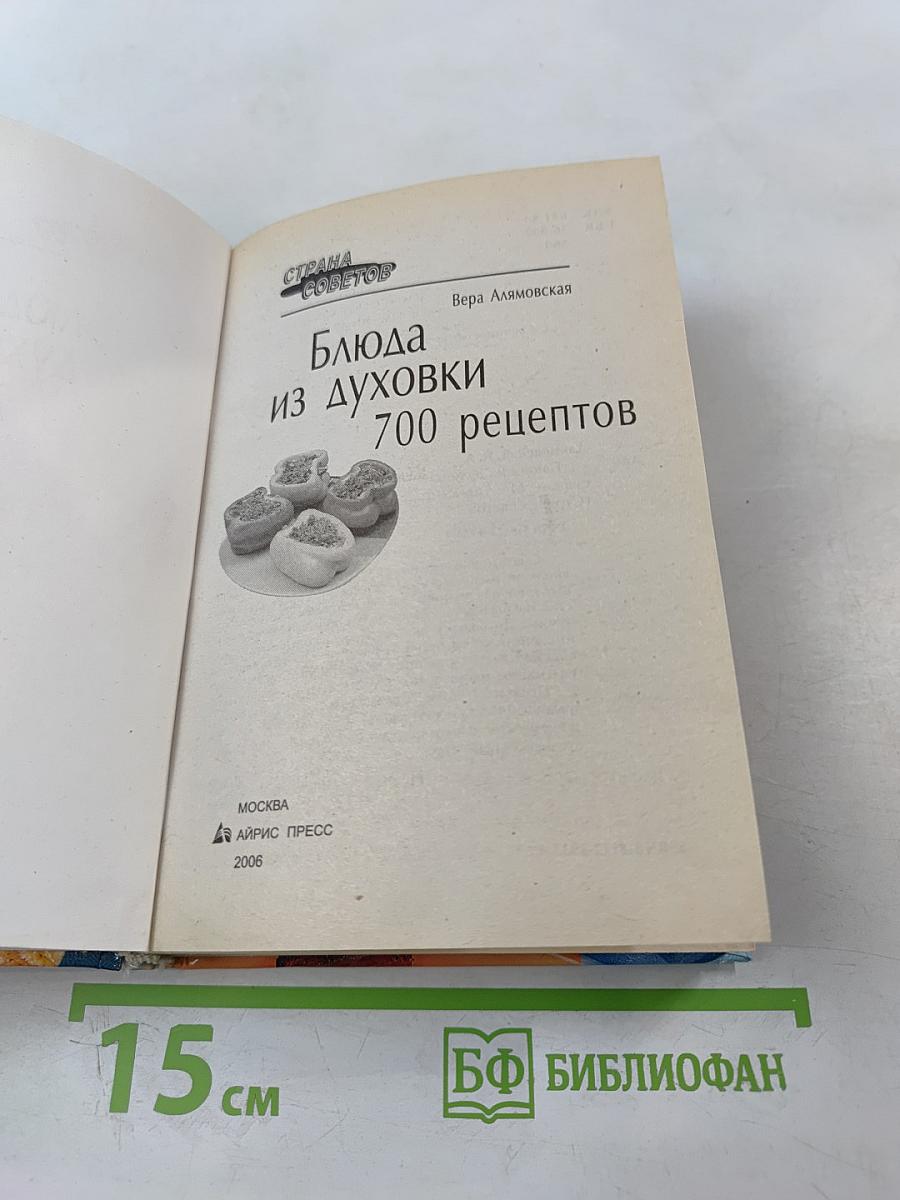 СТРАНА
СОВЕТОВ
Вера Алямовская
Блюда
из духовки
700 рецептов
МОСКВА
АЙРИС ПРЕСС
2006
15 см
БФ БИБЛИОФАН